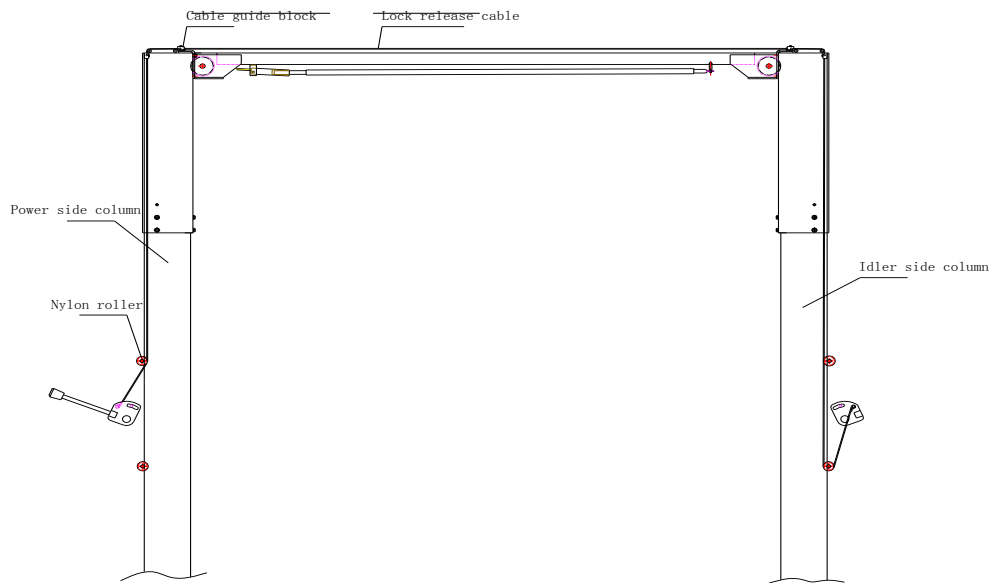 Cable guide block
Lock release cable
Power side column
Idler side column
Nylon roller